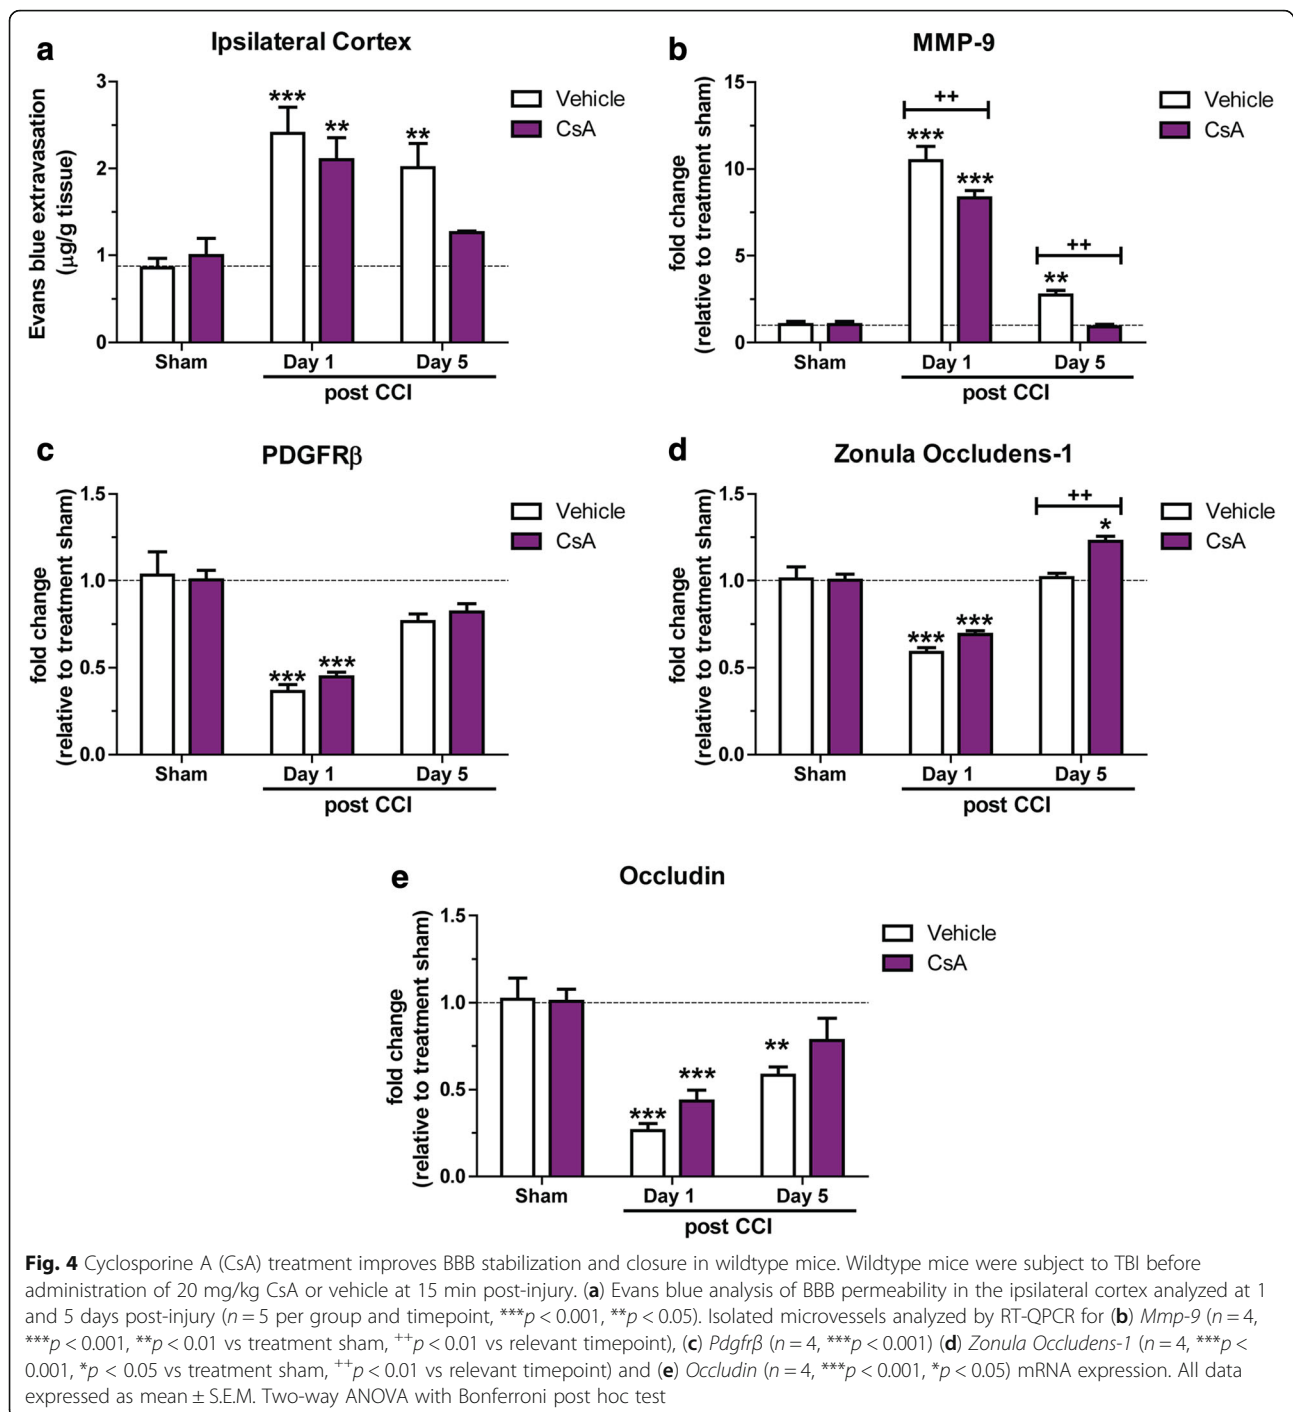 a
Ipsilateral Cortex
Evans blue extravasation
(μg/g tissue)
3
2
1
0
***
**
**
Vehicle
CsA
Sham
Day 1
Day 5
post CCI
b
MMP-9
fold change
(relative to treatment sham)
15
10
5
0
++
***
***
++
**
Vehicle
CsA
Sham
Day 1
Day 5
post CCI
c
PDGFRβ
fold change
(relative to treatment sham)
1.5
1.0
0.5
0.0
***
***
Vehicle
CsA
Sham
Day 1
Day 5
post CCI
d
Zonula Occludens-1
fold change
(relative to treatment sham)
1.5
1.0
0.5
0.0
***
***
++
*
Vehicle
CsA
Sham
Day 1
Day 5
post CCI
e
Occludin
fold change
(relative to treatment sham)
1.5
1.0
0.5
0.0
***
***
**
Vehicle
CsA
Sham
Day 1
Day 5
post CCI
Fig. 4 Cyclosporine A (CsA) treatment improves BBB stabilization and closure in wildtype mice. Wildtype mice were subject to TBI before
administration of 20 mg/kg CsA or vehicle at 15 min post-injury. (a) Evans blue analysis of BBB permeability in the ipsilateral cortex analyzed at 1
and 5 days post-injury (n = 5 per group and timepoint, ***p < 0.001, **p < 0.05). Isolated microvessels analyzed by RT-QPCR for (b) Mmp-9 (n = 4,
***p < 0.001, **p < 0.01 vs treatment sham, ++p < 0.01 vs relevant timepoint), (c) Pdgfrβ (n = 4, ***p < 0.001) (d) Zonula Occludens-1 (n = 4, ***p <
0.001, *p < 0.05 vs treatment sham, ++p < 0.01 vs relevant timepoint) and (e) Occludin (n = 4, ***p < 0.001, *p < 0.05) mRNA expression. All data
expressed as mean ± S.E.M. Two-way ANOVA with Bonferroni post hoc test